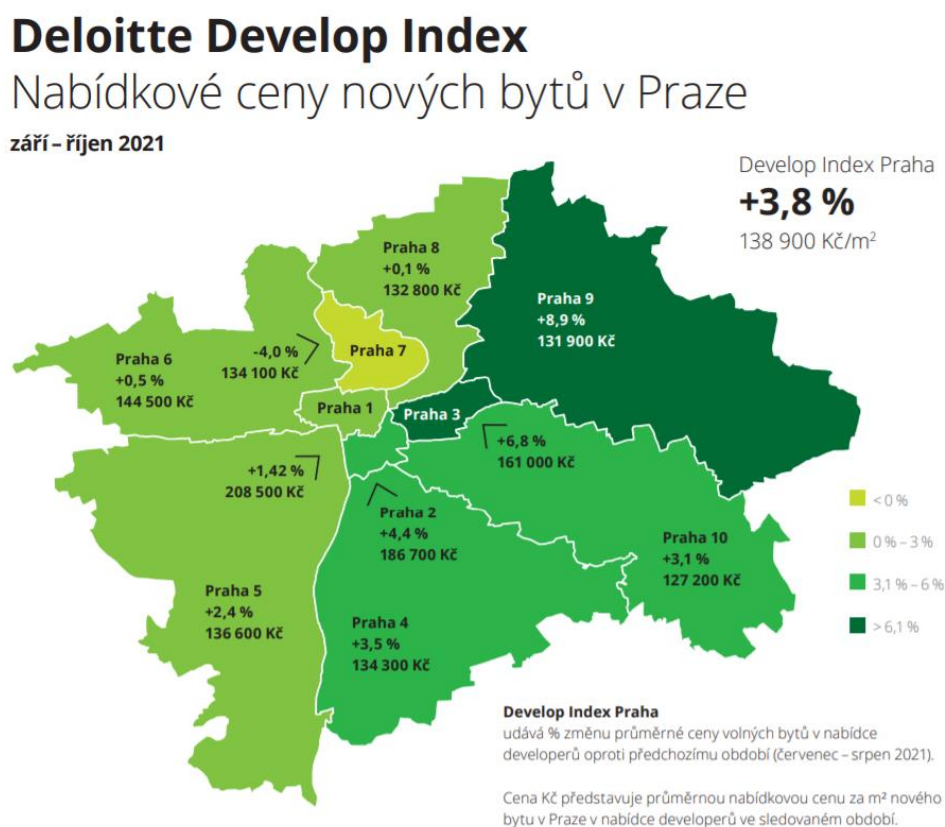 Deloitte Develop Index
Nabídkové ceny nových bytů v Praze
září – říjen 2021
Develop Index Praha
+3,8 %
138 900 Kč/m²
Praha 8
+0,1 %
132 800 Kč
Praha 9
+8,9 %
131 900 Kč
Praha 7
-4,0 %
134 100 Kč
Praha 6
+0,5 %
144 500 Kč
Praha 1
Praha 3
+6,8 %
161 000 Kč
+1,42 %
208 500 Kč
Praha 2
+4,4 %
186 700 Kč
Praha 10
+3,1 %
127 200 Kč
Praha 5
+2,4 %
136 600 Kč
Praha 4
+3,5 %
134 300 Kč
< 0 %
0 % – 3 %
3,1 % – 6 %
> 6,1 %
Develop Index Praha
udává % změnu průměrné ceny volných bytů v nabídce
developerů oproti předchozímu období (červenec – srpen 2021).
Cena Kč představuje průměrnou nabídkovou cenu za m² nového
bytu v Praze v nabídce developerů ve sledovaném období.